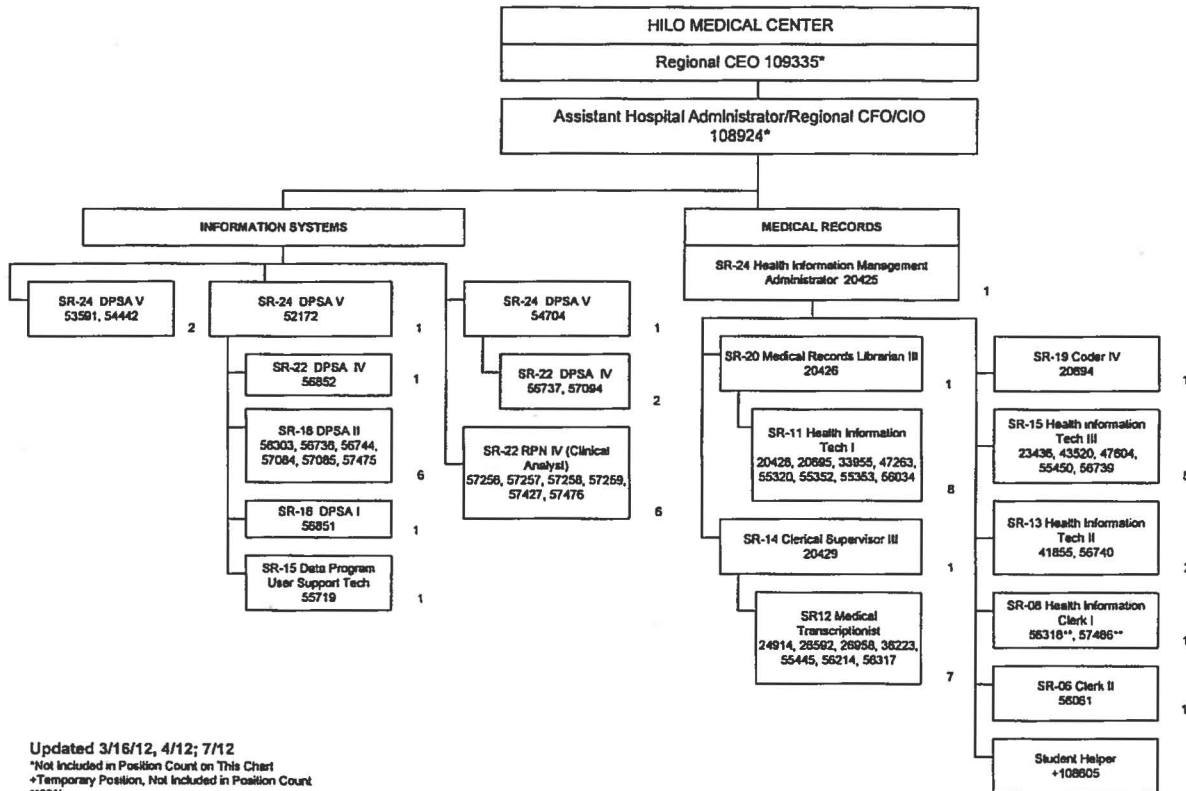 HILO MEDICAL CENTER
Regional CEO 109335*
Assistant Hospital Administrator/Regional CFO/CIO
108924*
INFORMATION SYSTEMS
SR-24 DPSA V
53591, 54442
2
SR-24 DPSA V
52172
1
SR-22 DPSA IV
56852
1
SR-18 DPSA II
56303, 56736, 56744,
57084, 57085, 57475
6
SR-16 DPSA I
56851
1
SR-15 Data Program
User Support Tech
55719
1
SR-24 DPSA V
54704
1
SR-22 DPSA IV
56737, 57094
2
SR-22 RPN IV (Clinical
Analyst)
57256, 57257, 57258, 57259,
57427, 57476
6
MEDICAL RECORDS
SR-24 Health Information Management
Administrator 20425
1
SR-20 Medical Records Librarian III
20426
1
SR-11 Health Information
Tech I
20428, 20695, 33955, 47263,
55320, 55352, 55353, 56034
8
SR-14 Clerical Supervisor III
20429
1
SR12 Medical
Transcriptionist
24914, 26592, 26958, 36223,
55445, 56214, 56317
7
SR-19 Coder IV
20694
1
SR-15 Health Information
Tech III
23436, 43520, 47604,
55450, 56739
SR-13 Health Information
Tech II
41855, 56740
SR-08 Health Information
Clerk I
56318**, 57486**
1
SR-06 Clerk II
56061
1
Student Helper
+108605
Updated 3/16/12, 4/12; 7/12
*Not Included in Position Count on This Chart
+Temporary Position, Not Included in Position Count